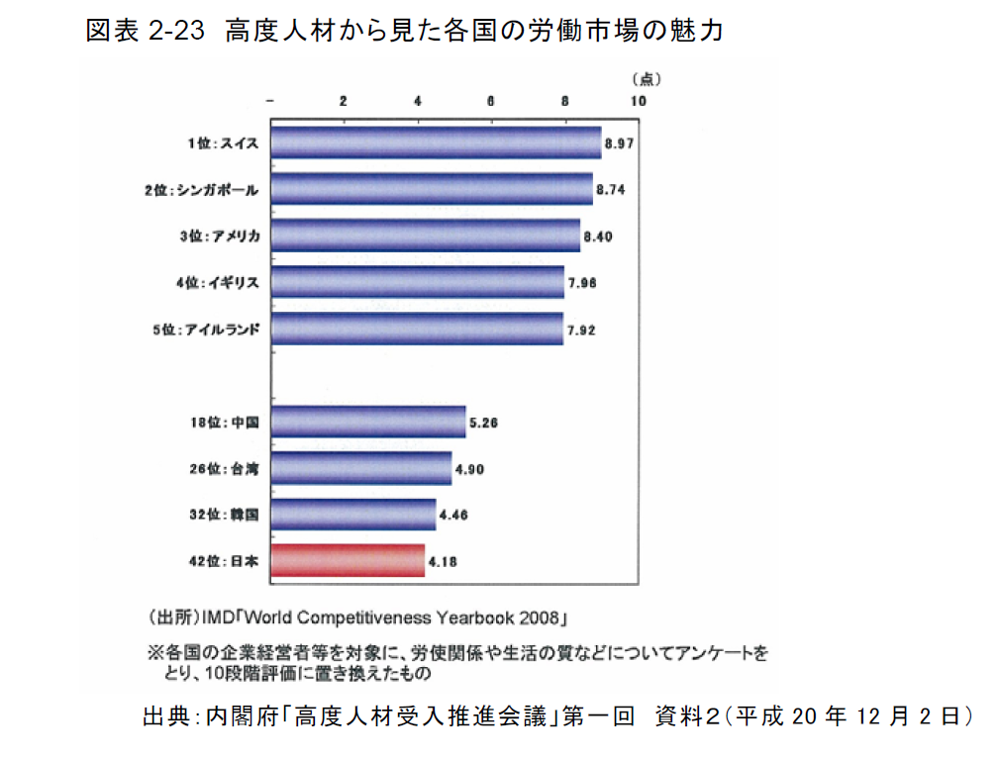 図表 2-23 高度人材から見た各国の労働市場の魅力
（点）
－ 2 4 6 8 10
1位：スイス 8.97
2位：シンガポール 8.74
3位：アメリカ 8.40
4位：イギリス 7.96
5位：アイルランド 7.92
18位：中国 5.26
26位：台湾 4.90
32位：韓国 4.46
42位：日本 4.18
（出所）IMD「World Competitiveness Yearbook 2008」
※各国の企業経営者等を対象に、労使関係や生活の質などについてアンケートを
とり、10段階評価に置き換えたもの
出典：内閣府「高度人材受入推進会議」第一回 資料２（平成 20 年 12 月 2 日）